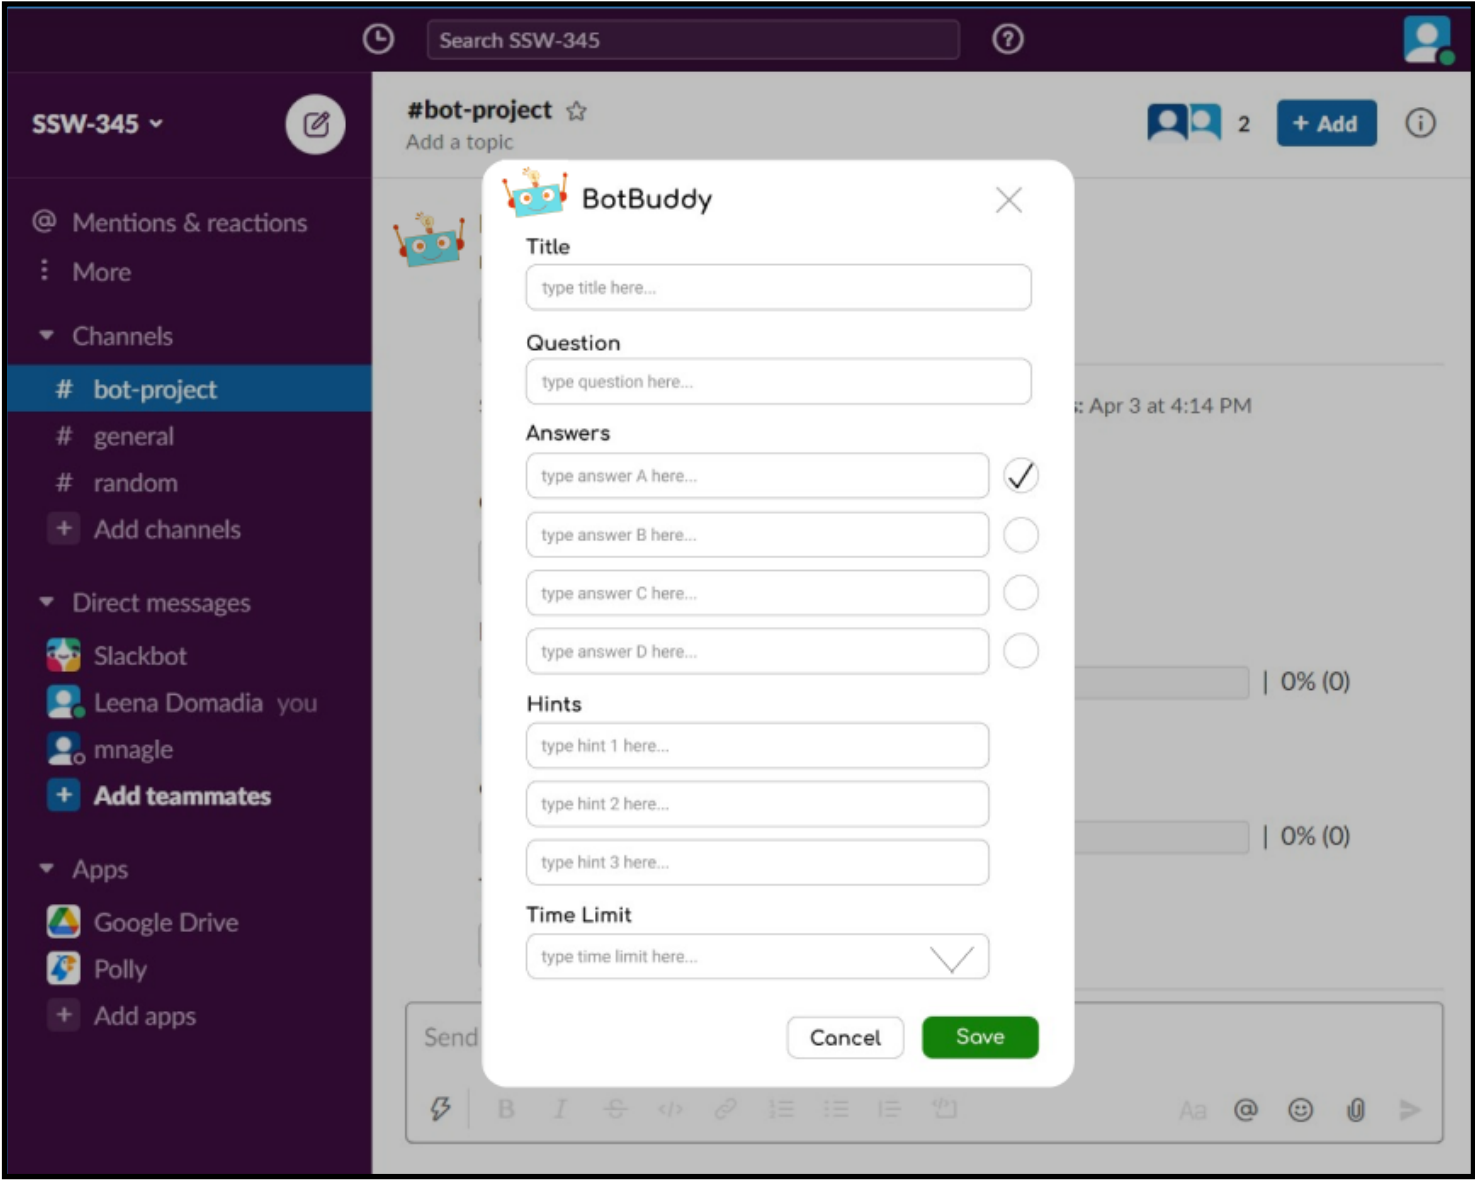 Search SSW-345
SSW-345
#bot-project
Add a topic
2
+ Add
@ Mentions & reactions
More
Channels
# bot-project
# general
# random
+ Add channels
Direct messages
Slackbot
Leena Domadia you
mnagle
+ Add teammates
Apps
Google Drive
Polly
+ Add apps
BotBuddy
Title
type title here...
Question
type question here...
: Apr 3 at 4:14 PM
Answers
type answer A here...
type answer B here...
type answer C here...
type answer D here...
| 0% (0)
Hints
type hint 1 here...
type hint 2 here...
| 0% (0)
type hint 3 here...
Time Limit
type time limit here...
Cancel
Save
Send
B I S </>
Aa @